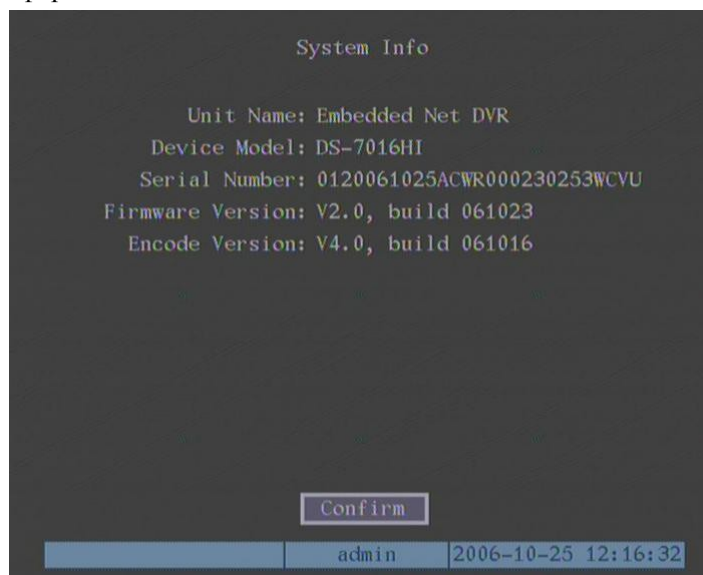 System Info
Unit Name: Embedded Net DVR
Device Model: DS-7016HI
Serial Number: 0120061025ACWR000230253WCVU
Firmware Version: V2.0, build 061023
Encode Version: V4.0, build 061016
Confirm
admin 2006-10-25 12:16:32